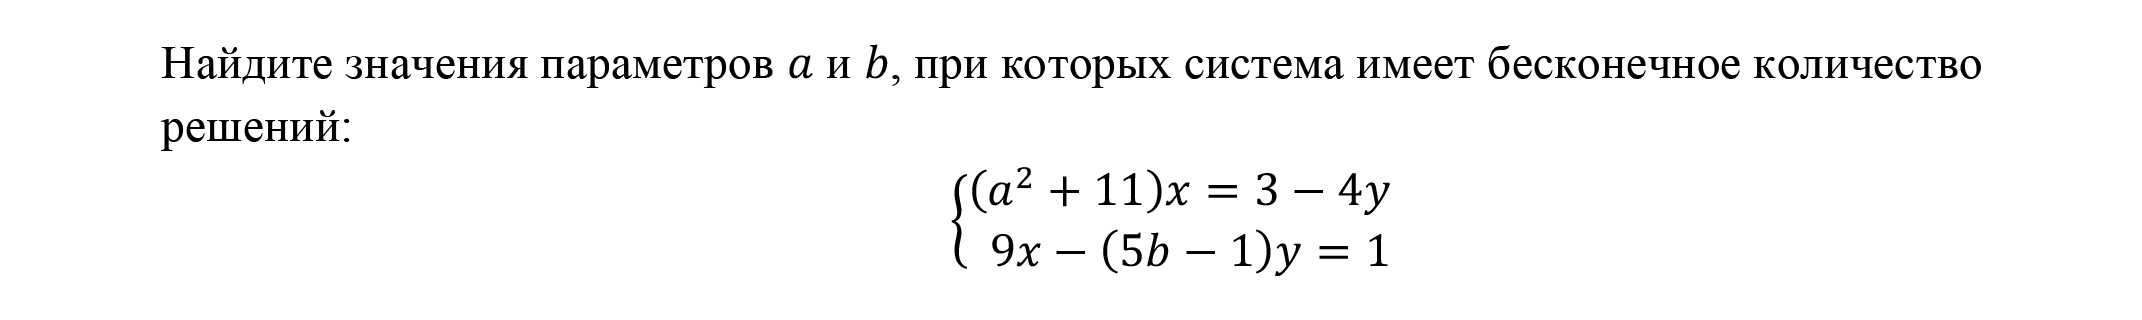 Найдите значения параметров a и b, при которых система имеет бесконечное количество
решений:
{(a² + 11)x = 3 − 4y
9x − (5b − 1)y = 1